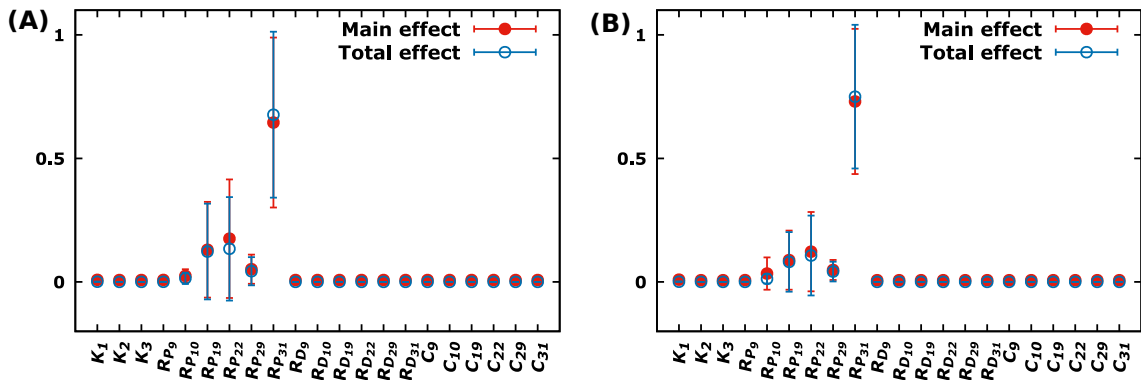 (A)
Main effect
Total effect
1
0.5
0
K1 K2 K3 RP9 RP10 RP19 RP22 RP29 RP31 RD9 RD10 RD19 RD22 RD29 RD31 C9 C10 C19 C22 C29 C31
(B)
Main effect
Total effect
1
0.5
0
K1 K2 K3 RP9 RP10 RP19 RP22 RP29 RP31 RD9 RD10 RD19 RD22 RD29 RD31 C9 C10 C19 C22 C29 C31